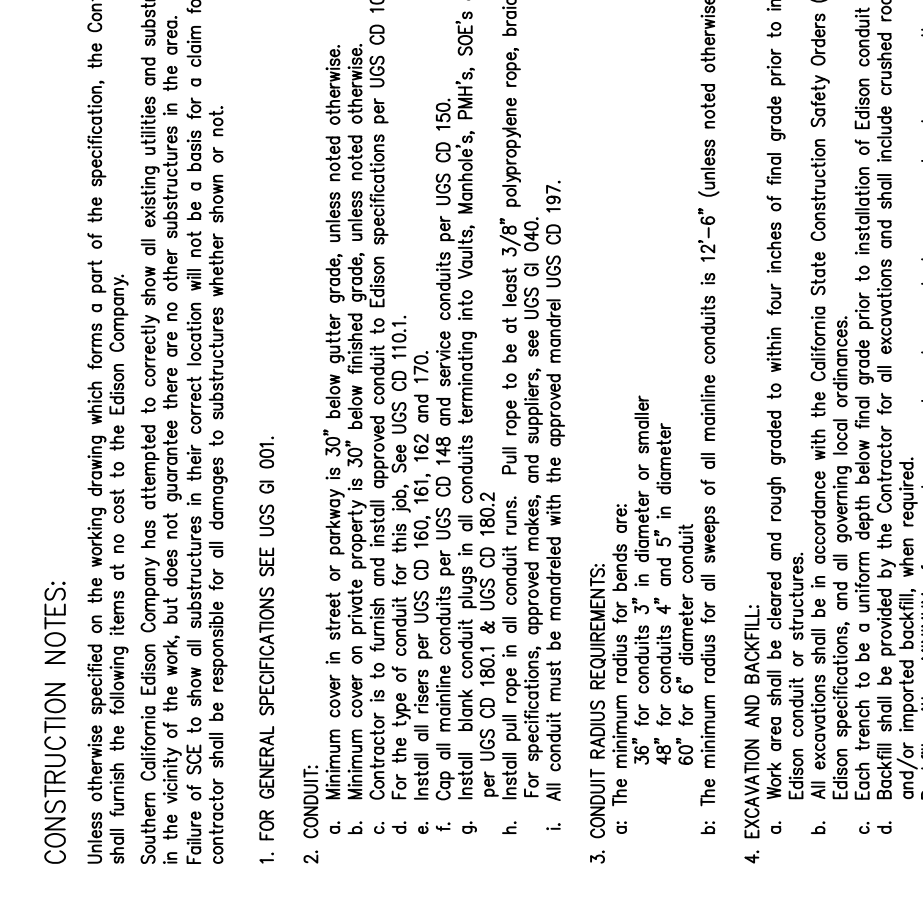 CONSTRUCTION NOTES:
Unless otherwise specified on the working drawing which forms a part of the specification, the
shall furnish the following items at no cost to the Edison Company.
Southern California Edison Company has attempted to correctly show all existing utilities and
in the vicinity of the work, but does not guarantee there are no other substructures in the area.
Failure of SCE to show all substructures in their correct location will not be a basis for a claim
contractor shall be responsible for all damages to substructures whether shown or not.
1. FOR GENERAL SPECIFICATIONS SEE UGS GI 001.
2. CONDUIT:
a. Minimum cover in street or parkway is 30" below gutter grade, unless noted otherwise.
b. Minimum cover on private property is 30" below finished grade, unless noted otherwise.
c. Contractor is to furnish and install approved conduit to Edison specifications per UGS CD
d. For the type of conduit for this job, See UGS CD 110.1.
e. Install all risers per UGS CD 160, 161, 162 and 170.
f. Cap all mainline conduits per UGS CD 148 and service conduits per UGS CD 150.
g. Install blank conduit plugs in all conduits terminating into Vaults, Manhole's, PMH's, SOE's
per UGS CD 180.1 & UGS CD 180.2
h. Install pull rope in all conduit runs. Pull rope to be at least 3/8" polypropylene rope,
For specifications, approved makes, and suppliers, see UGS GI 040.
i. All conduit must be mandreled with the approved mandrel UGS CD 197.
3. CONDUIT RADIUS REQUIREMENTS:
a: The minimum radius for bends are:
36" for conduits 3" in diameter or smaller
48" for conduits 4" and 5" in diameter
60" for 6" diameter conduit
b: The minimum radius for all sweeps of all mainline conduits is 12'-6" (unless noted otherwise
4. EXCAVATION AND BACKFILL:
a. Work area shall be cleared and rough graded to within four inches of final grade prior to
Edison conduit or structures.
b. All excavations shall be in accordance with the California State Construction Safety Orders (
Edison specifications, and all governing local ordinances.
c. Each trench to be a uniform depth below final grade prior to installation of Edison conduit
d. Backfill shall be provided by the Contractor for all excavations and shall include crushed
and/or imported backfill, when required.